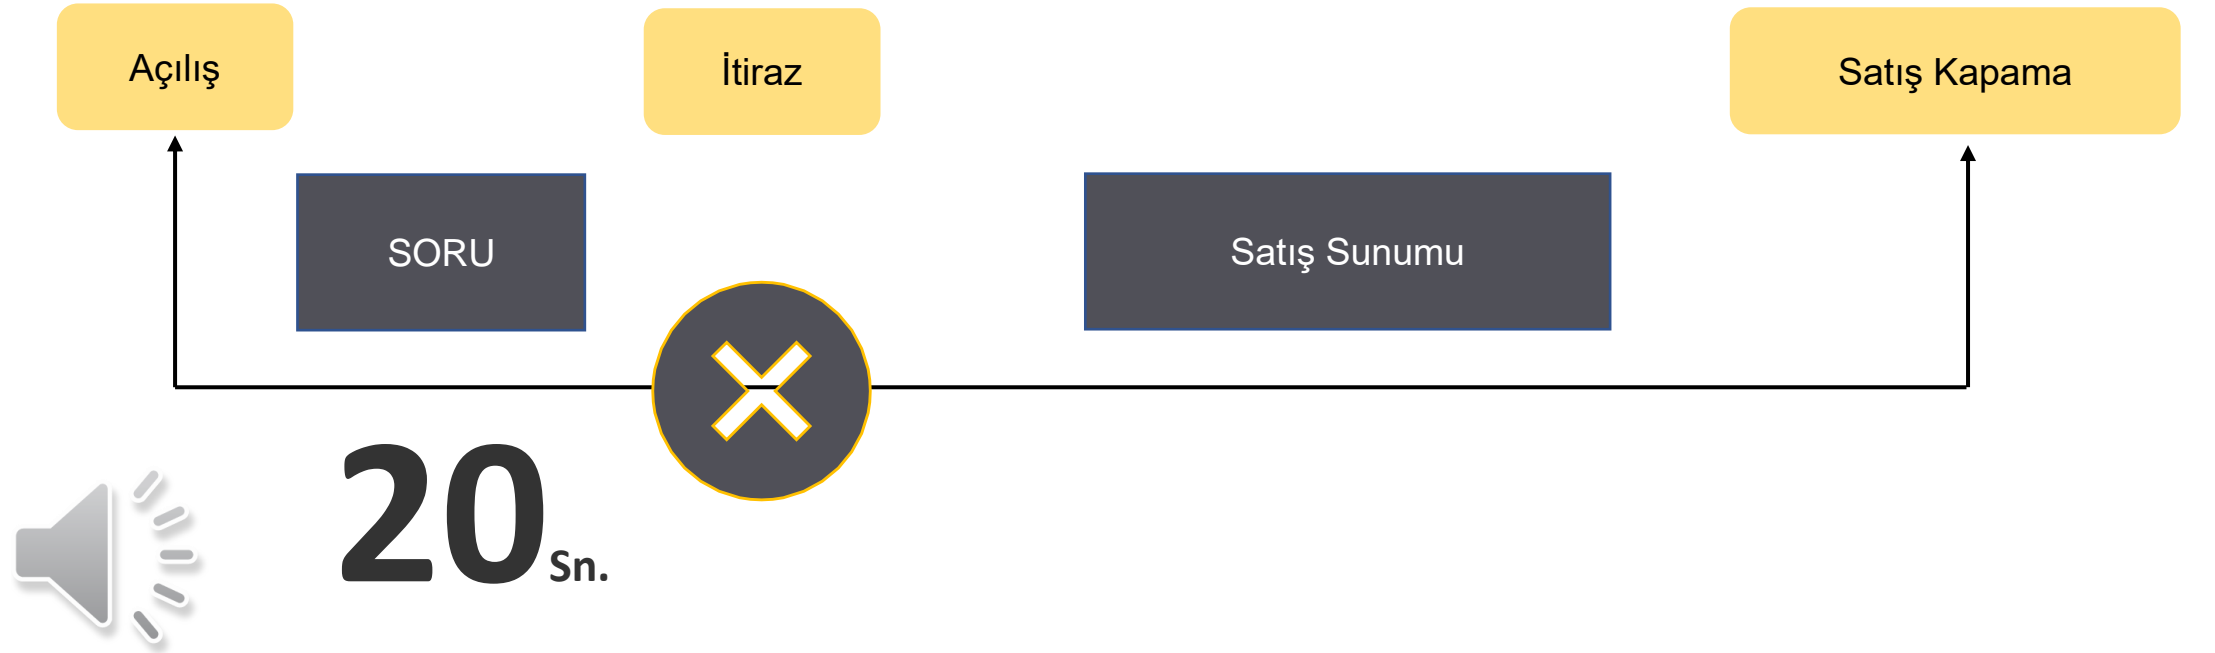 Açılış
İtiraz
Satış Kapama
SORU
Satış Sunumu
20 Sn.